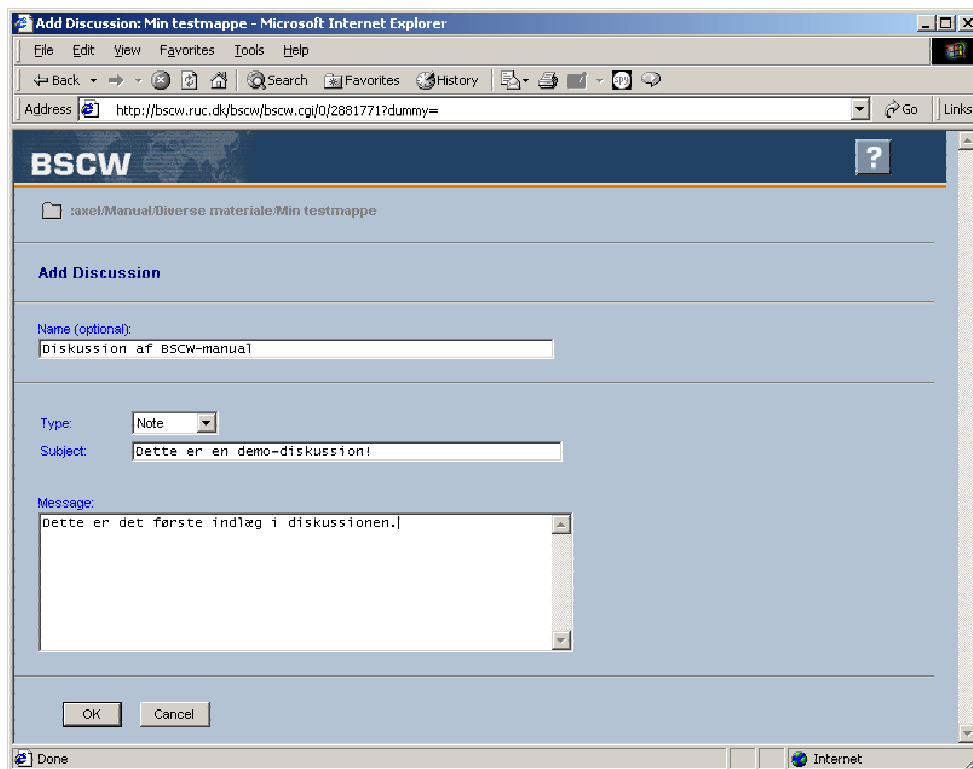 Add Discussion: Min testmappe - Microsoft Internet Explorer
File Edit View Favorites Tools Help
Back Search Favorites History
Address http://bscw.ruc.dk/bscw/bscw.cgi/0/2881771?dummy= Go Links
BSCW ?
:axel/Manual/Diverse materiale/Min testmappe
Add Discussion
Name (optional):
Diskussion af BSCW-manual
Type: Note
Subject: Dette er en demo-diskussion!
Message:
Dette er det første indlæg i diskussionen.
OK Cancel
Done Internet